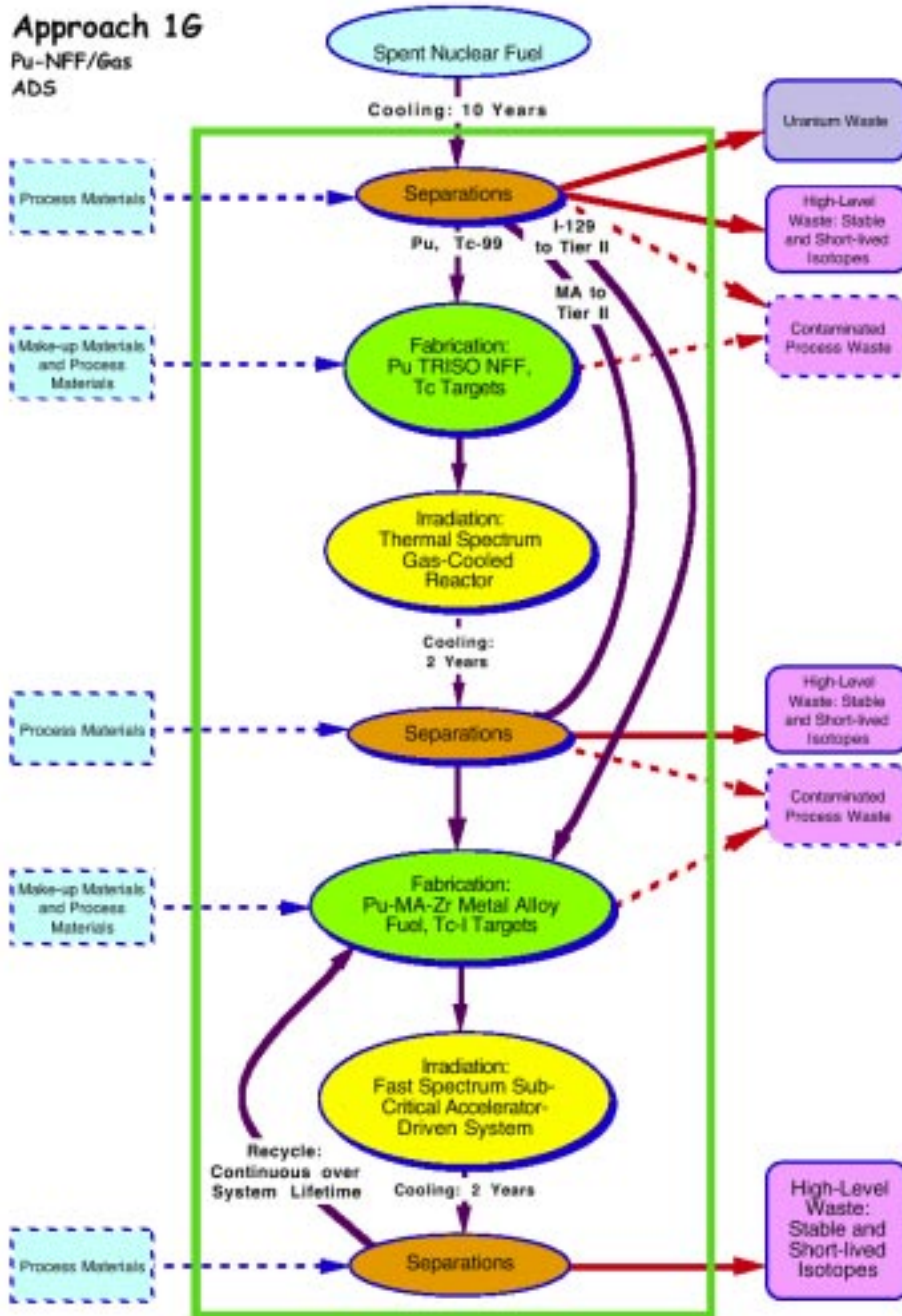 Approach 1G
Pu-NFF/Gas
ADS
Spent Nuclear Fuel
Cooling: 10 Years
Uranium Waste
Process Materials
Separations
High-Level
Waste: Stable
and Short-lived
Isotopes
Pu, Tc-99
I-129
to Tier II
MA to
Tier II
Make-up Materials
and Process
Materials
Fabrication:
Pu TRISO NFF,
Tc Targets
Contaminated
Process Waste
Irradiation:
Thermal Spectrum
Gas-Cooled
Reactor
Cooling:
2 Years
Process Materials
Separations
High-Level
Waste: Stable
and Short-lived
Isotopes
Contaminated
Process Waste
Make-up Materials
and Process
Materials
Fabrication:
Pu-MA-Zr Metal Alloy
Fuel, Tc-I Targets
Irradiation:
Fast Spectrum Sub-
Critical Accelerator-
Driven System
Recycle:
Continuous over
System Lifetime
Cooling: 2 Years
Process Materials
Separations
High-Level
Waste:
Stable and
Short-lived
Isotopes